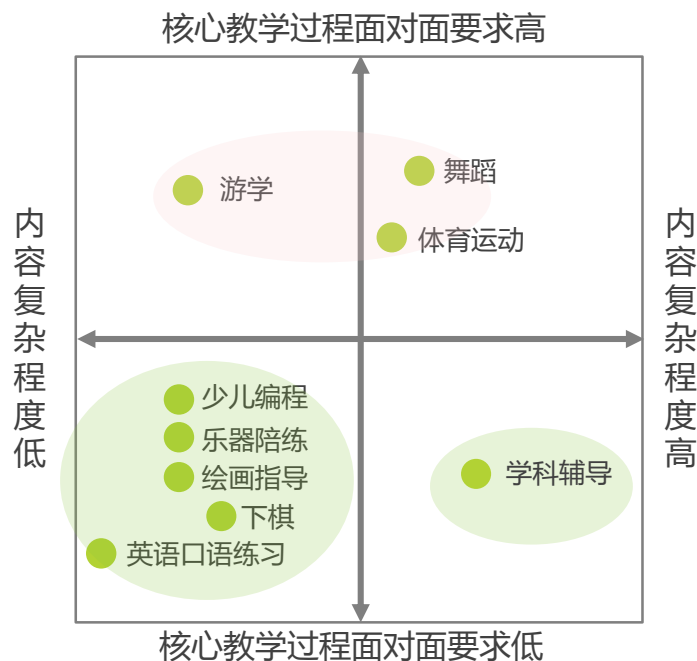 核心教学过程面对面要求高
游学
舞蹈
体育运动
内容复杂程度低
内容复杂程度高
少儿编程
乐器陪练
绘画指导
下棋
英语口语练习
学科辅导
核心教学过程面对面要求低